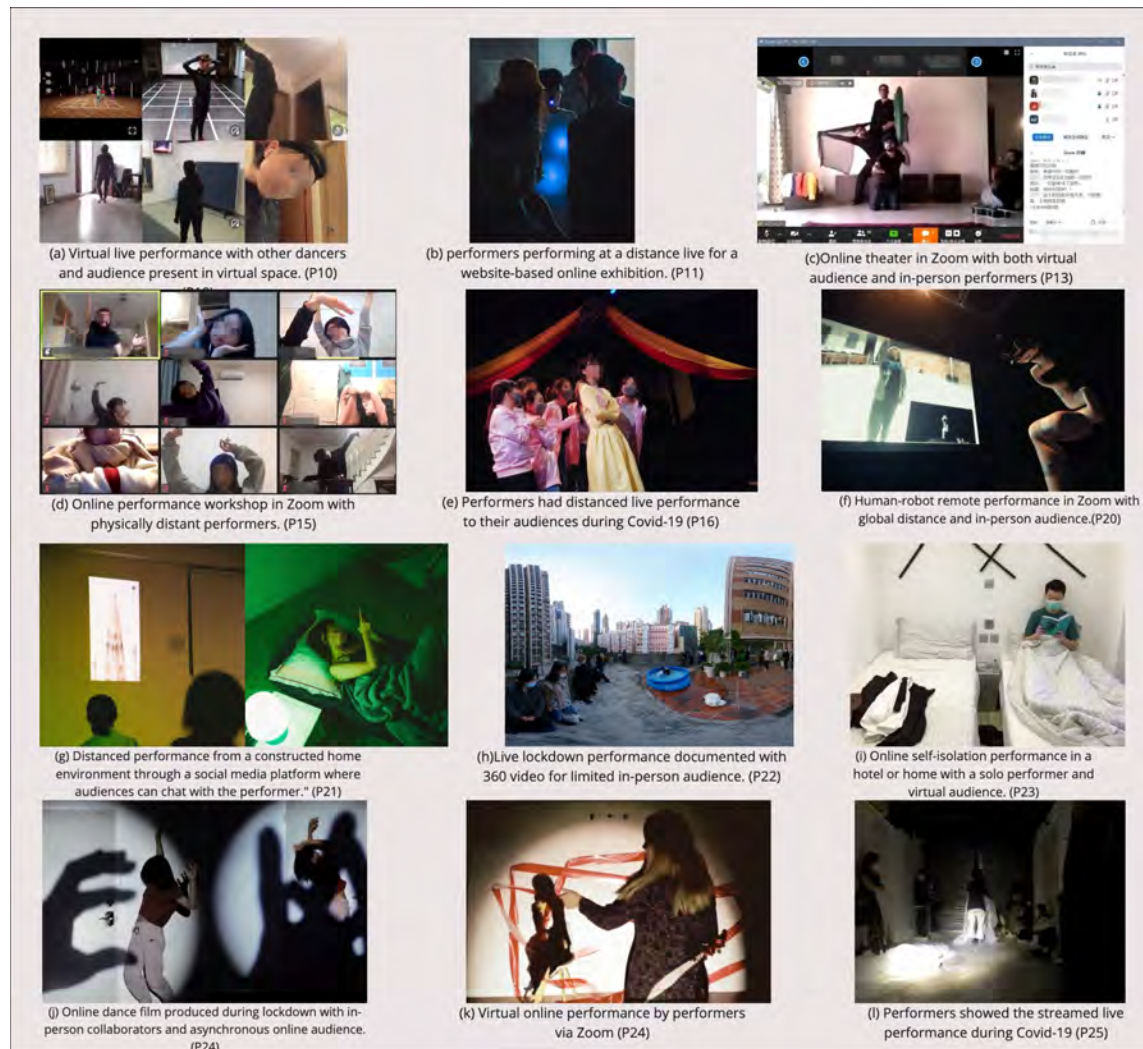 (a) Virtual live performance with other dancers
and audience present in virtual space. (P10)
(b) performers performing at a distance live for a
website-based online exhibition. (P11)
(c)Online theater in Zoom with both virtual
audience and in-person performers (P13)
(d) Online performance workshop in Zoom with
physically distant performers. (P15)
(e) Performers had distanced live performance
to their audiences during Covid-19 (P16)
(f) Human-robot remote performance in Zoom with
global distance and in-person audience.(P20)
(g) Distanced performance from a constructed home
environment through a social media platform where
audiences can chat with the performer." (P21)
(h)Live lockdown performance documented with
360 video for limited in-person audience. (P22)
(i) Online self-isolation performance in a
hotel or home with a solo performer and
virtual audience. (P23)
(j) Online dance film produced during lockdown with in-
person collaborators and asynchronous online audience.
(P24)
(k) Virtual online performance by performers
via Zoom (P24)
(l) Performers showed the streamed live
performance during Covid-19 (P25)